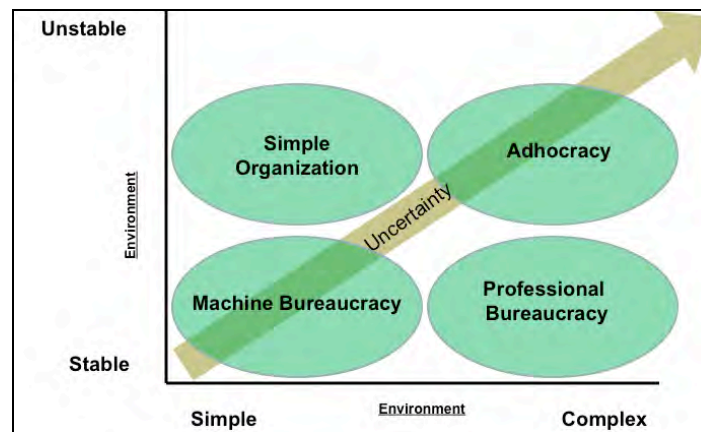 Unstable
Simple
Organization
Adhocracy
Environment
Uncertainty
Machine Bureaucracy
Professional
Bureaucracy
Stable
Simple
Environment
Complex